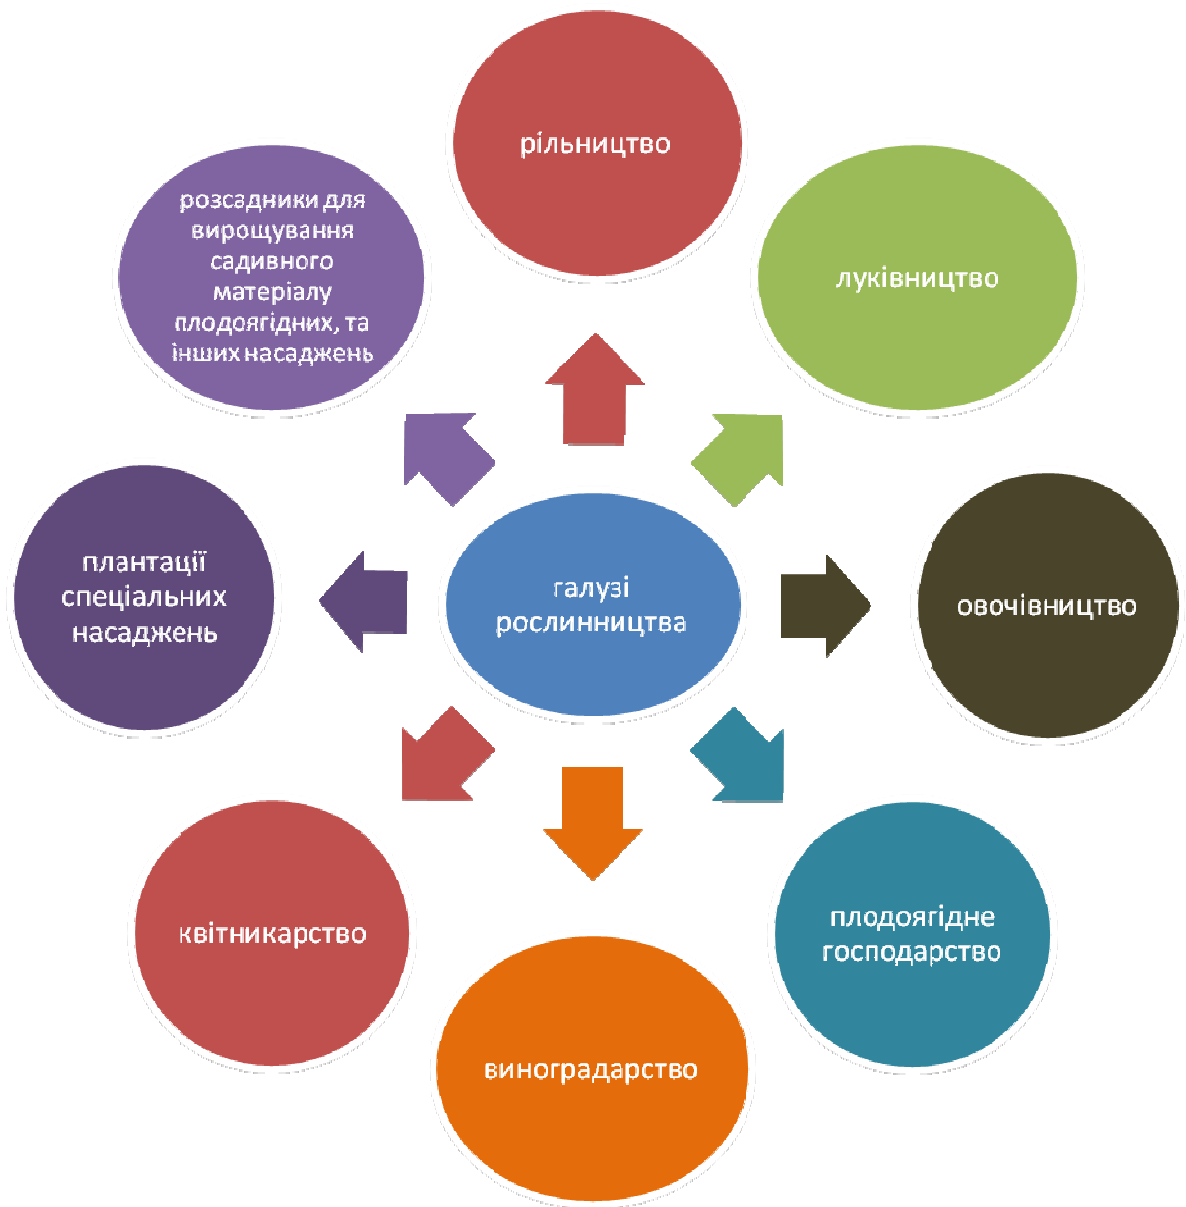 рільництво
розсадники для
вирощування
садивного
матеріалу
плодоягідних, та
інших насаджень
луківництво
плантації
спеціальних
насаджень
галузі
рослинництва
овочівництво
квітникарство
плодоягідне
господарство
виноградарство